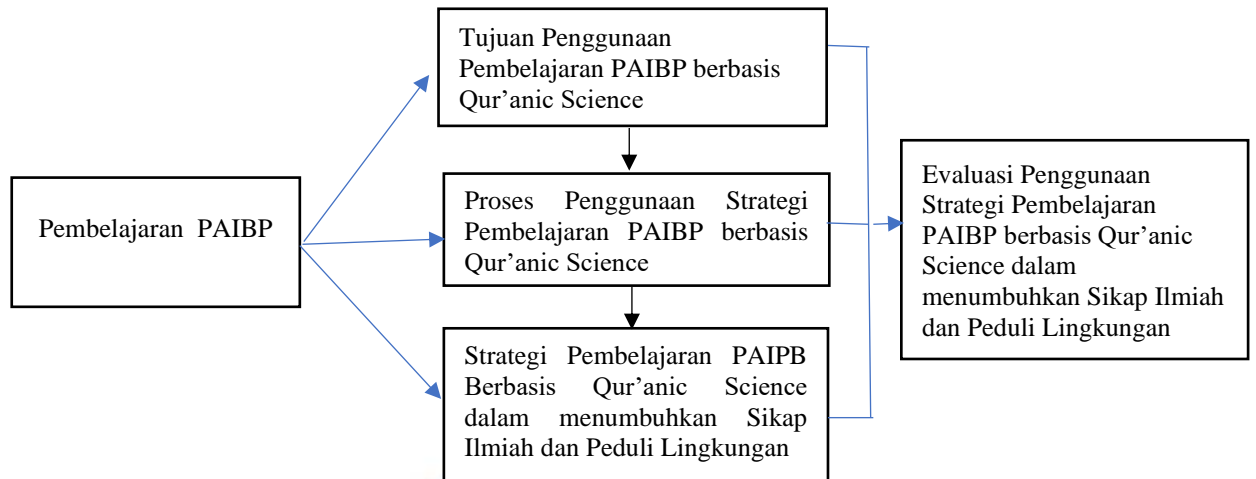 Tujuan Penggunaan
Pembelajaran PAIBP berbasis
Qur’anic Science
Pembelajaran PAIBP
Proses Penggunaan Strategi
Pembelajaran PAIBP berbasis
Qur’anic Science
Strategi Pembelajaran PAIPB
Berbasis Qur’anic Science
dalam menumbuhkan Sikap
Ilmiah dan Peduli Lingkungan
Evaluasi Penggunaan
Strategi Pembelajaran
PAIBP berbasis Qur’anic
Science dalam
menumbuhkan Sikap Ilmiah
dan Peduli Lingkungan